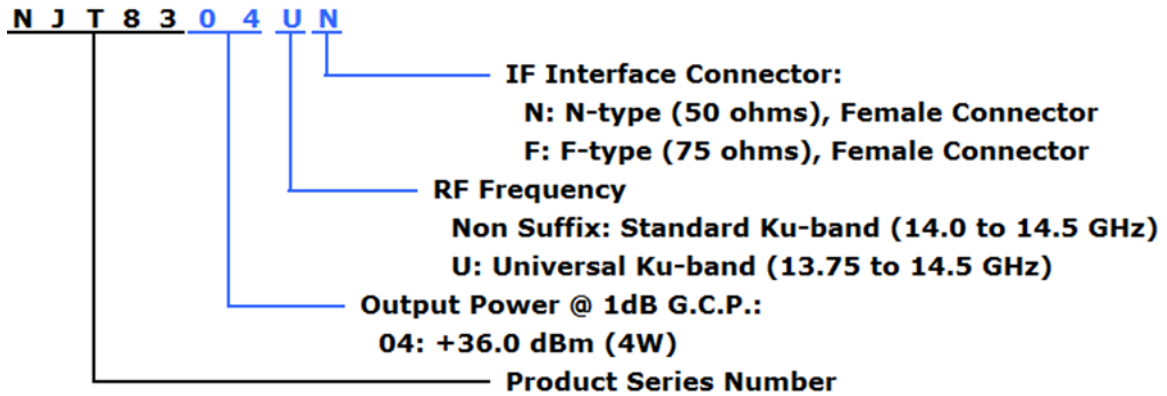 N J T 8 3 0 4 U N
IF Interface Connector:
N: N-type (50 ohms), Female Connector
F: F-type (75 ohms), Female Connector
RF Frequency
Non Suffix: Standard Ku-band (14.0 to 14.5 GHz)
U: Universal Ku-band (13.75 to 14.5 GHz)
Output Power @ 1dB G.C.P.:
04: +36.0 dBm (4W)
Product Series Number